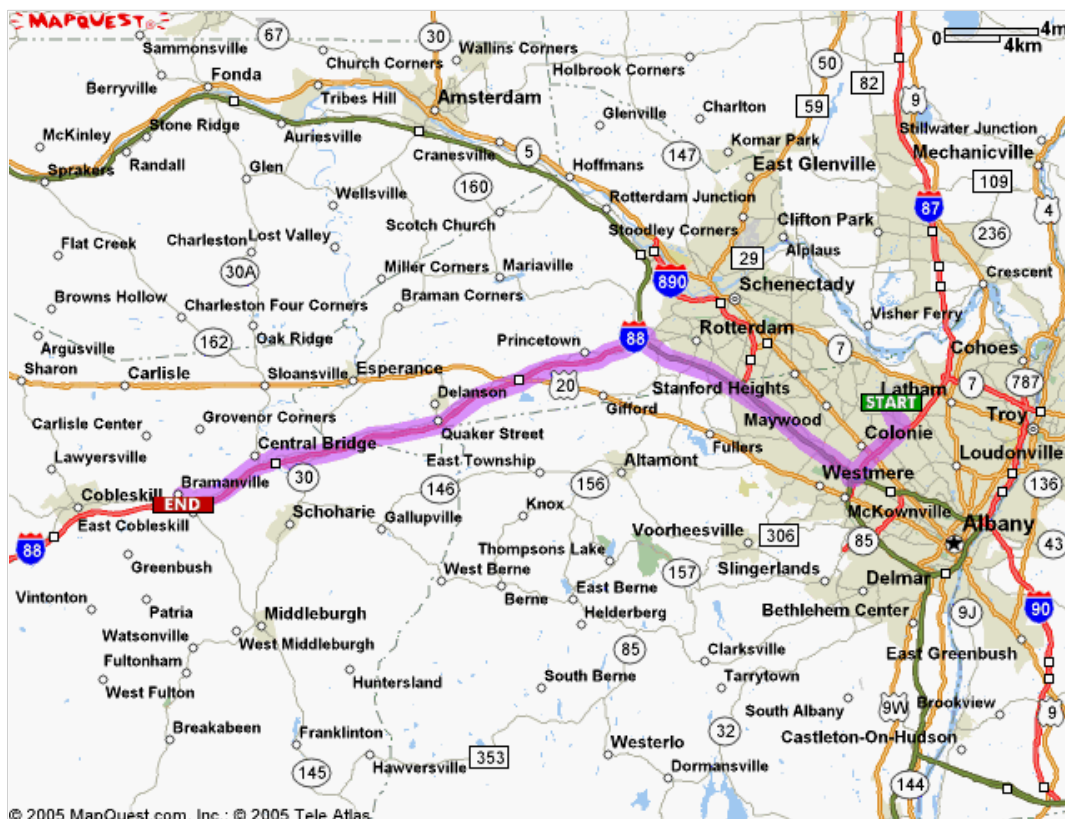 MAPQUEST
Sammonsville
67
30
Wallins Corners
0 4m
4km
Church Corners
50
Fonda
Holbrook Corners
82
9
Berryville
Tribes Hill
Amsterdam
59
Glenville
Charlton
McKinley
Stone Ridge
Auriesville
Stillwater Junction
Komar Park
Randall
Cranesville
5
147
Mechanicville
Sprakers
Glen
Hoffmans
East Glenville
109
160
Wellsville
Rotterdam Junction
87
4
Scotch Church
Clifton Park
Stoodley Corners
236
Flat Creek
Charleston
Lost Valley
Alplaus
29
30A
Miller Corners
Mariaville
890
Crescent
Schenectady
Browns Hollow
Charleston Four Corners
Braman Corners
Visher Ferry
Rotterdam
162
Oak Ridge
88
Argusville
Princetown
7
Cohoes
Sharon
Carlisle
Sloansville
Esperance
20
Stanford Heights
Latham
7
787
Delanson
START
Troy
Gifford
Grovenor Corners
Maywood
Carlisle Center
Quaker Street
Colonie
Central Bridge
Fullers
Loudonville
Lawyersville
East Township
Altamont
Westmere
30
146
156
136
Cobleskill
Bramanville
END
Knox
McKownville
East Cobleskill
Schoharie
Gallupville
Voorheesville
306
85
Albany
88
Thompsons Lake
43
Greenbush
157
Slingerlands
West Berne
East Berne
Delmar
Vintonton
Patria
Berne
Helderberg
Bethlehem Center
9J
90
Middleburgh
Watsonville
West Middleburgh
85
East Greenbush
Fultonham
Clarksville
West Fulton
Huntersland
South Berne
Tarrytown
South Albany
9W
Brookview
9
Breakabeen
Franklinton
32
Castleton-On-Hudson
353
Westerlo
145
Hawversville
Dormansville
144
© 2005 MapQuest.com, Inc.; © 2005 Tele Atlas